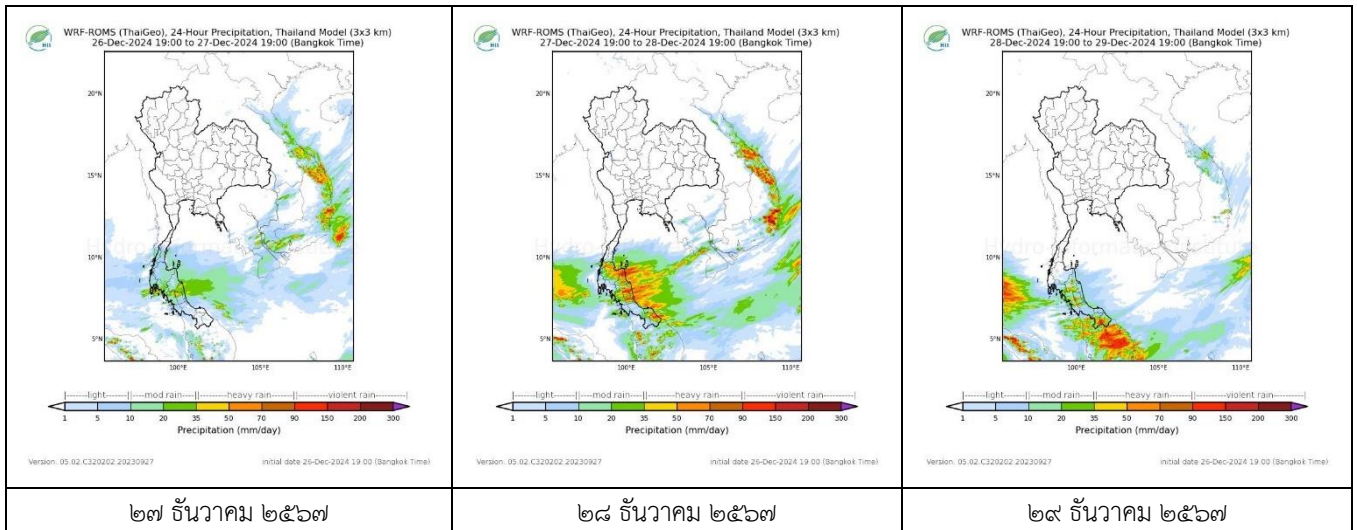 HII
WRF-ROMS (ThaiGeo), 24-Hour Precipitation, Thailand Model (3x3 km)
26-Dec-2024 19:00 to 27-Dec-2024 19:00 (Bangkok Time)
20°N
15°N
10°N
5°N
100°E 105°E 110°E
|------light------||----mod rain----||------heavy rain------||------violent rain------|
1 5 10 20 35 50 70 90 150 200 300
Precipitation (mm/day)
Version: 05.02.C320202.20230927 initial date 26-Dec-2024 19:00 (Bangkok Time)
๒๗ ธันวาคม ๒๕๖๗
HII
WRF-ROMS (ThaiGeo), 24-Hour Precipitation, Thailand Model (3x3 km)
27-Dec-2024 19:00 to 28-Dec-2024 19:00 (Bangkok Time)
20°N
15°N
10°N
5°N
100°E 105°E 110°E
|------light------||----mod rain----||------heavy rain------||------violent rain------|
1 5 10 20 35 50 70 90 150 200 300
Precipitation (mm/day)
Version: 05.02.C320202.20230927 initial date 26-Dec-2024 19:00 (Bangkok Time)
๒๘ ธันวาคม ๒๕๖๗
HII
WRF-ROMS (ThaiGeo), 24-Hour Precipitation, Thailand Model (3x3 km)
28-Dec-2024 19:00 to 29-Dec-2024 19:00 (Bangkok Time)
20°N
15°N
10°N
5°N
100°E 105°E 110°E
|------light------||----mod rain----||------heavy rain------||------violent rain------|
1 5 10 20 35 50 70 90 150 200 300
Precipitation (mm/day)
Version: 05.02.C320202.20230927 initial date 26-Dec-2024 19:00 (Bangkok Time)
๒๙ ธันวาคม ๒๕๖๗